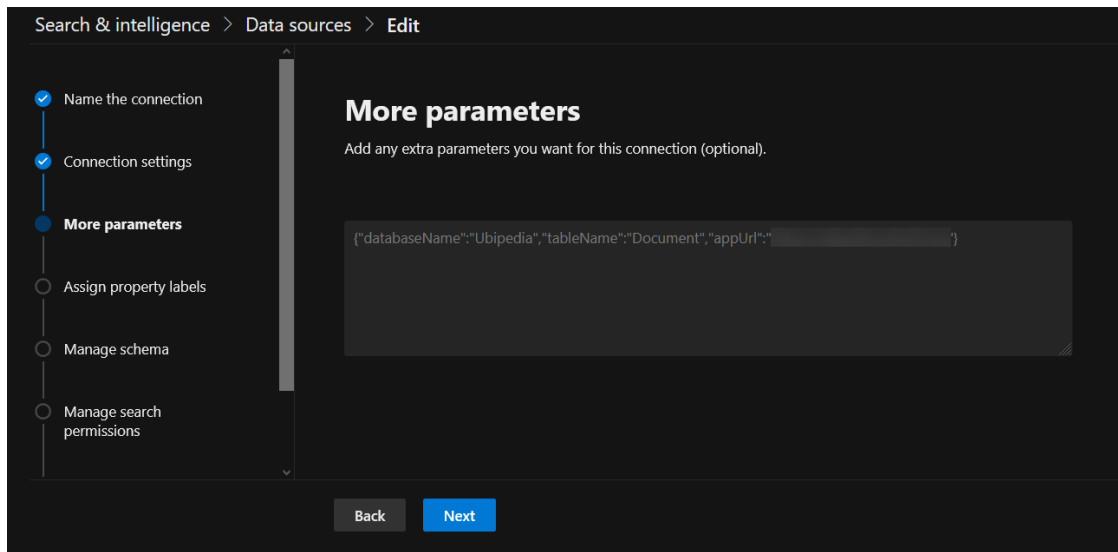 Search & intelligence > Data sources > Edit
Name the connection
Connection settings
More parameters
Assign property labels
Manage schema
Manage search
permissions
More parameters
Add any extra parameters you want for this connection (optional).
{"databaseName":"Ubipedia","tableName":"Document","appUrl":" "}
Back
Next